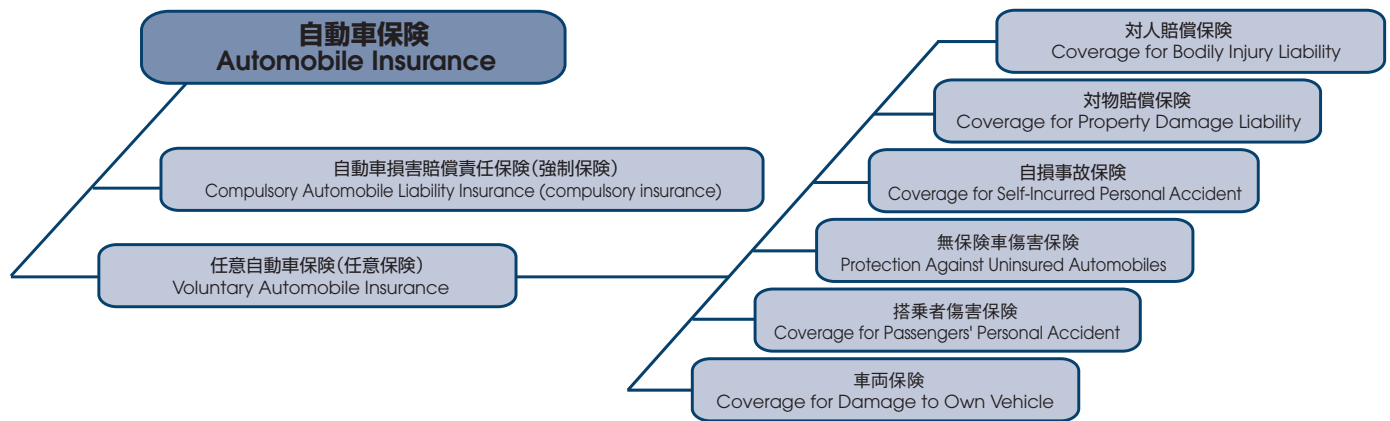 自動車保険
Automobile Insurance
自動車損害賠償責任保険(強制保険)
Compulsory Automobile Liability Insurance (compulsory insurance)
任意自動車保険(任意保険)
Voluntary Automobile Insurance
対人賠償保険
Coverage for Bodily Injury Liability
対物賠償保険
Coverage for Property Damage Liability
自損事故保険
Coverage for Self-Incurred Personal Accident
無保険車傷害保険
Protection Against Uninsured Automobiles
搭乗者傷害保険
Coverage for Passengers' Personal Accident
車両保険
Coverage for Damage to Own Vehicle